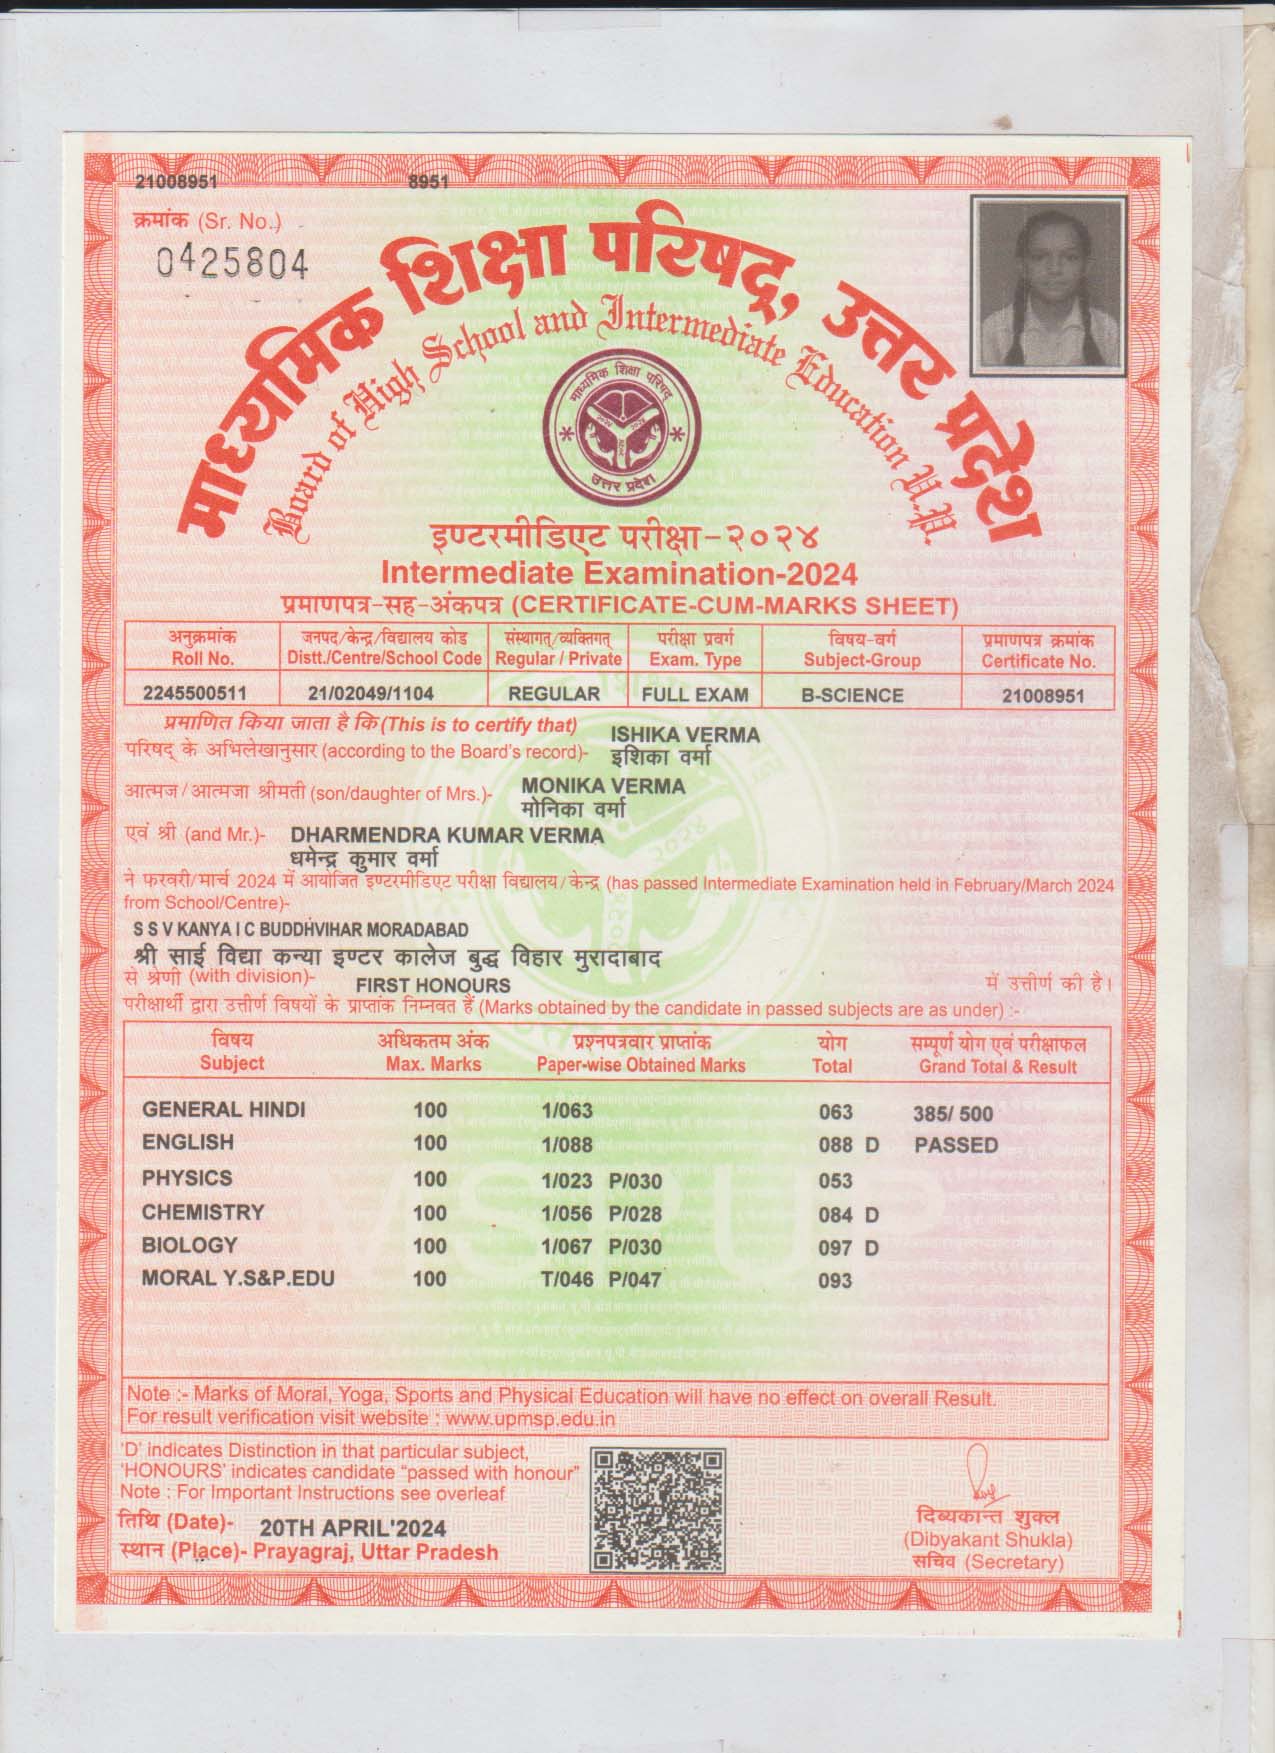 21008951 8951
क्रमांक (Sr. No.)
0425804
माध्यमिक शिक्षा परिषद्, उत्तर प्रदेश
Board of High School and Intermediate Education U.P.
माध्यमिक शिक्षा परिषद्
उत्तर प्रदेश
इण्टरमीडिएट परीक्षा-२०२४
Intermediate Examination-2024
प्रमाणपत्र-सह-अंकपत्र (CERTIFICATE-CUM-MARKS SHEET)
अनुक्रमांक जनपद/केन्द्र/विद्यालय कोड संस्थागत्/व्यक्तिगत् परीक्षा प्रवर्ग विषय-वर्ग प्रमाणपत्र क्रमांक
Roll No. Distt./Centre/School Code Regular / Private Exam. Type Subject-Group Certificate No.
2245500511 21/02049/1104 REGULAR FULL EXAM B-SCIENCE 21008951
प्रमाणित किया जाता है कि (This is to certify that) ISHIKA VERMA
परिषद् के अभिलेखानुसार (according to the Board's record)- इशिका वर्मा
आत्मज/आत्मजा श्रीमती (son/daughter of Mrs.)- MONIKA VERMA
मोनिका वर्मा
एवं श्री (and Mr.)- DHARMENDRA KUMAR VERMA
धमेन्द्र कुमार वर्मा
ने फरवरी/मार्च 2024 में आयोजित इण्टरमीडिएट परीक्षा विद्यालय/केन्द्र (has passed Intermediate Examination held in February/March 2024
from School/Centre)-
S S V KANYA I C BUDDHVIHAR MORADABAD
श्री साई विद्या कन्या इण्टर कालेज बुद्ध विहार मुरादाबाद
से श्रेणी (with division)- FIRST HONOURS में उत्तीर्ण की है।
परीक्षार्थी द्वारा उत्तीर्ण विषयों के प्राप्तांक निम्नवत हैं (Marks obtained by the candidate in passed subjects are as under) :-
विषय अधिकतम अंक प्रश्नपत्रवार प्राप्तांक योग सम्पूर्ण योग एवं परीक्षाफल
Subject Max. Marks Paper-wise Obtained Marks Total Grand Total & Result
GENERAL HINDI 100 1/063 063 385/ 500
ENGLISH 100 1/088 088 D PASSED
PHYSICS 100 1/023 P/030 053
CHEMISTRY 100 1/056 P/028 084 D
BIOLOGY 100 1/067 P/030 097 D
MORAL Y.S&P.EDU 100 T/046 P/047 093
MSPUP
Note :- Marks of Moral, Yoga, Sports and Physical Education will have no effect on overall Result.
For result verification visit website : www.upmsp.edu.in
'D' indicates Distinction in that particular subject,
'HONOURS' indicates candidate "passed with honour"
Note : For Important Instructions see overleaf
तिथि (Date)- 20TH APRIL'2024
स्थान (Place)- Prayagraj, Uttar Pradesh
दिब्यकान्त शुक्ल
(Dibyakant Shukla)
सचिव (Secretary)